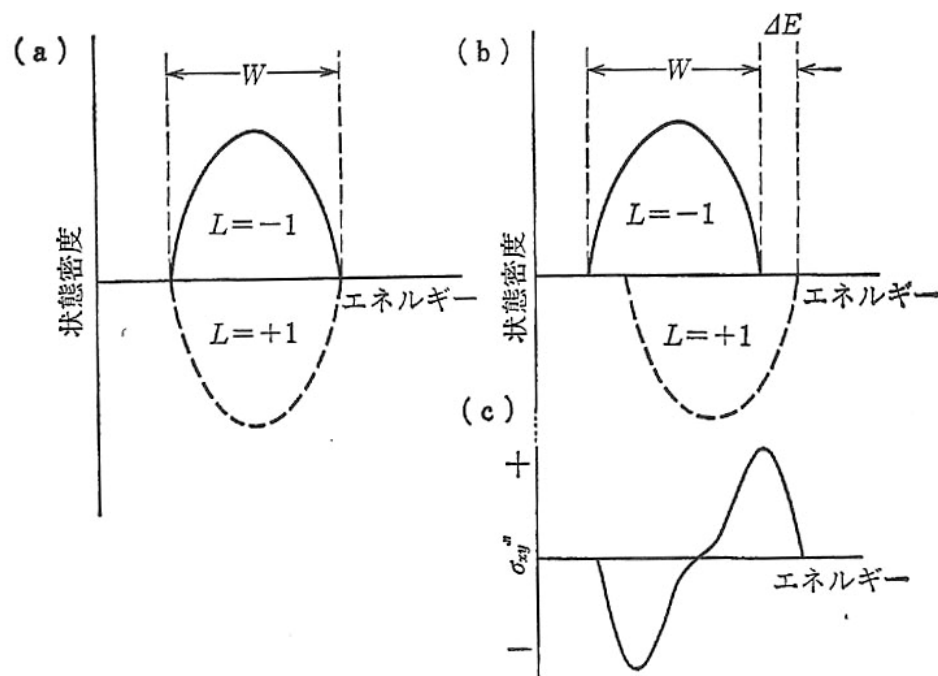 (a)
W
L=−1
状態密度
エネルギー
L=+1
(b)
ΔE
W
L=−1
状態密度
エネルギー
L=+1
(c)
+
σxy″
エネルギー
−